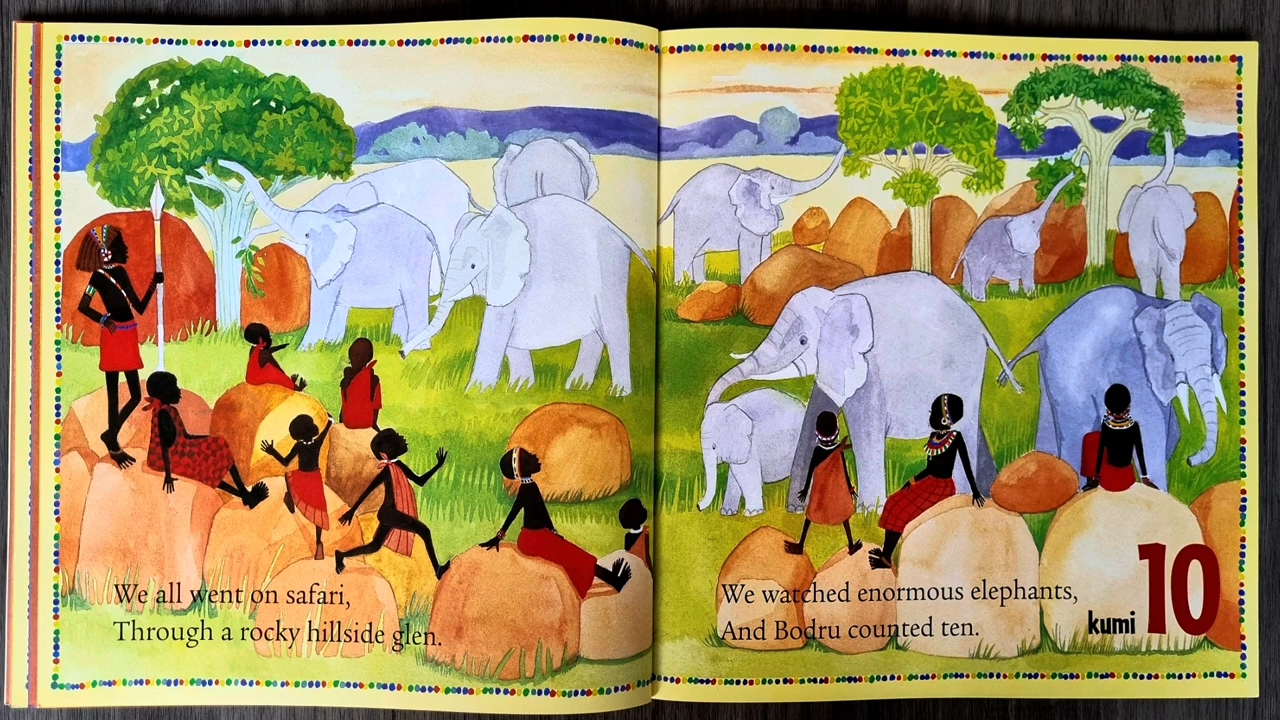 We all went on safari,
Through a rocky hillside glen.
We watched enormous elephants,
And Bodru counted ten.
kumi 10